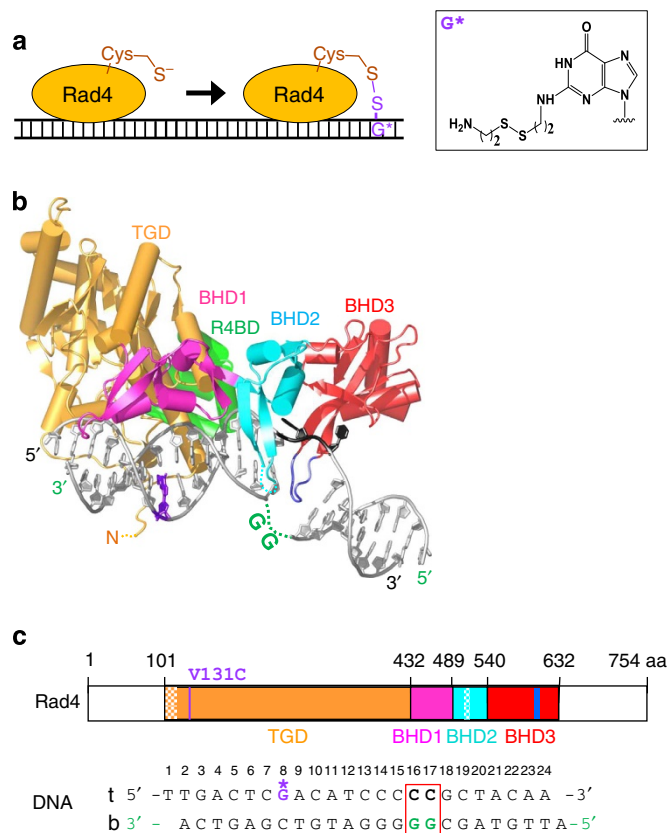 a
Cys
S⁻
Rad4
Cys
S
S
G*
Rad4
G*
O
HN
N
NH
N
N
H₂N
( )₂
S
S
( )₂
b
TGD
BHD1
R4BD
BHD2
BHD3
5′
3′
N
G
G
3′
5′
c
1 101 432 489 540 632 754 aa
V131C
Rad4
TGD BHD1 BHD2 BHD3
1 2 3 4 5 6 7 8 9 10 11 12 13 14 15 16 17 18 19 20 21 22 23 24
*
t 5′ –TTGACTCGACATCCCCCGCTACAA –3′
DNA
b 3′ – ACTGAGCTGTAGGGGGCGATGTTA–5′